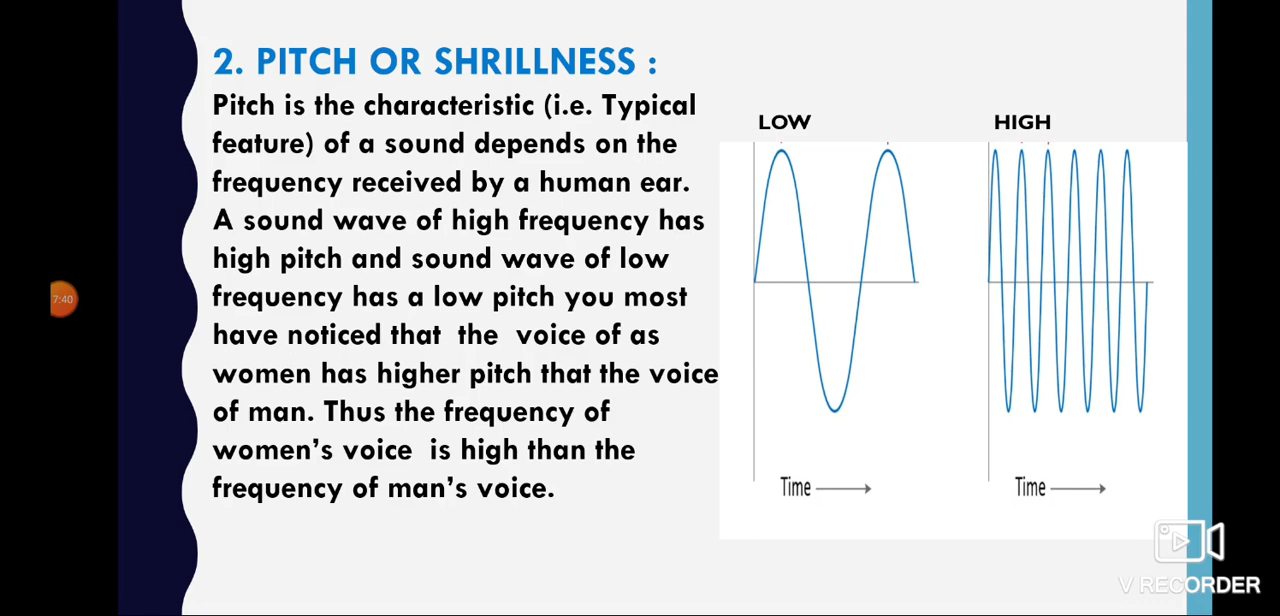 2. PITCH OR SHRILLNESS :
Pitch is the characteristic (i.e. Typical
feature) of a sound depends on the
frequency received by a human ear.
A sound wave of high frequency has
high pitch and sound wave of low
frequency has a low pitch you most
have noticed that the voice of as
women has higher pitch that the voice
of man. Thus the frequency of
women's voice is high than the
frequency of man's voice.
LOW
HIGH
Time
Time
7:40
V RECORDER